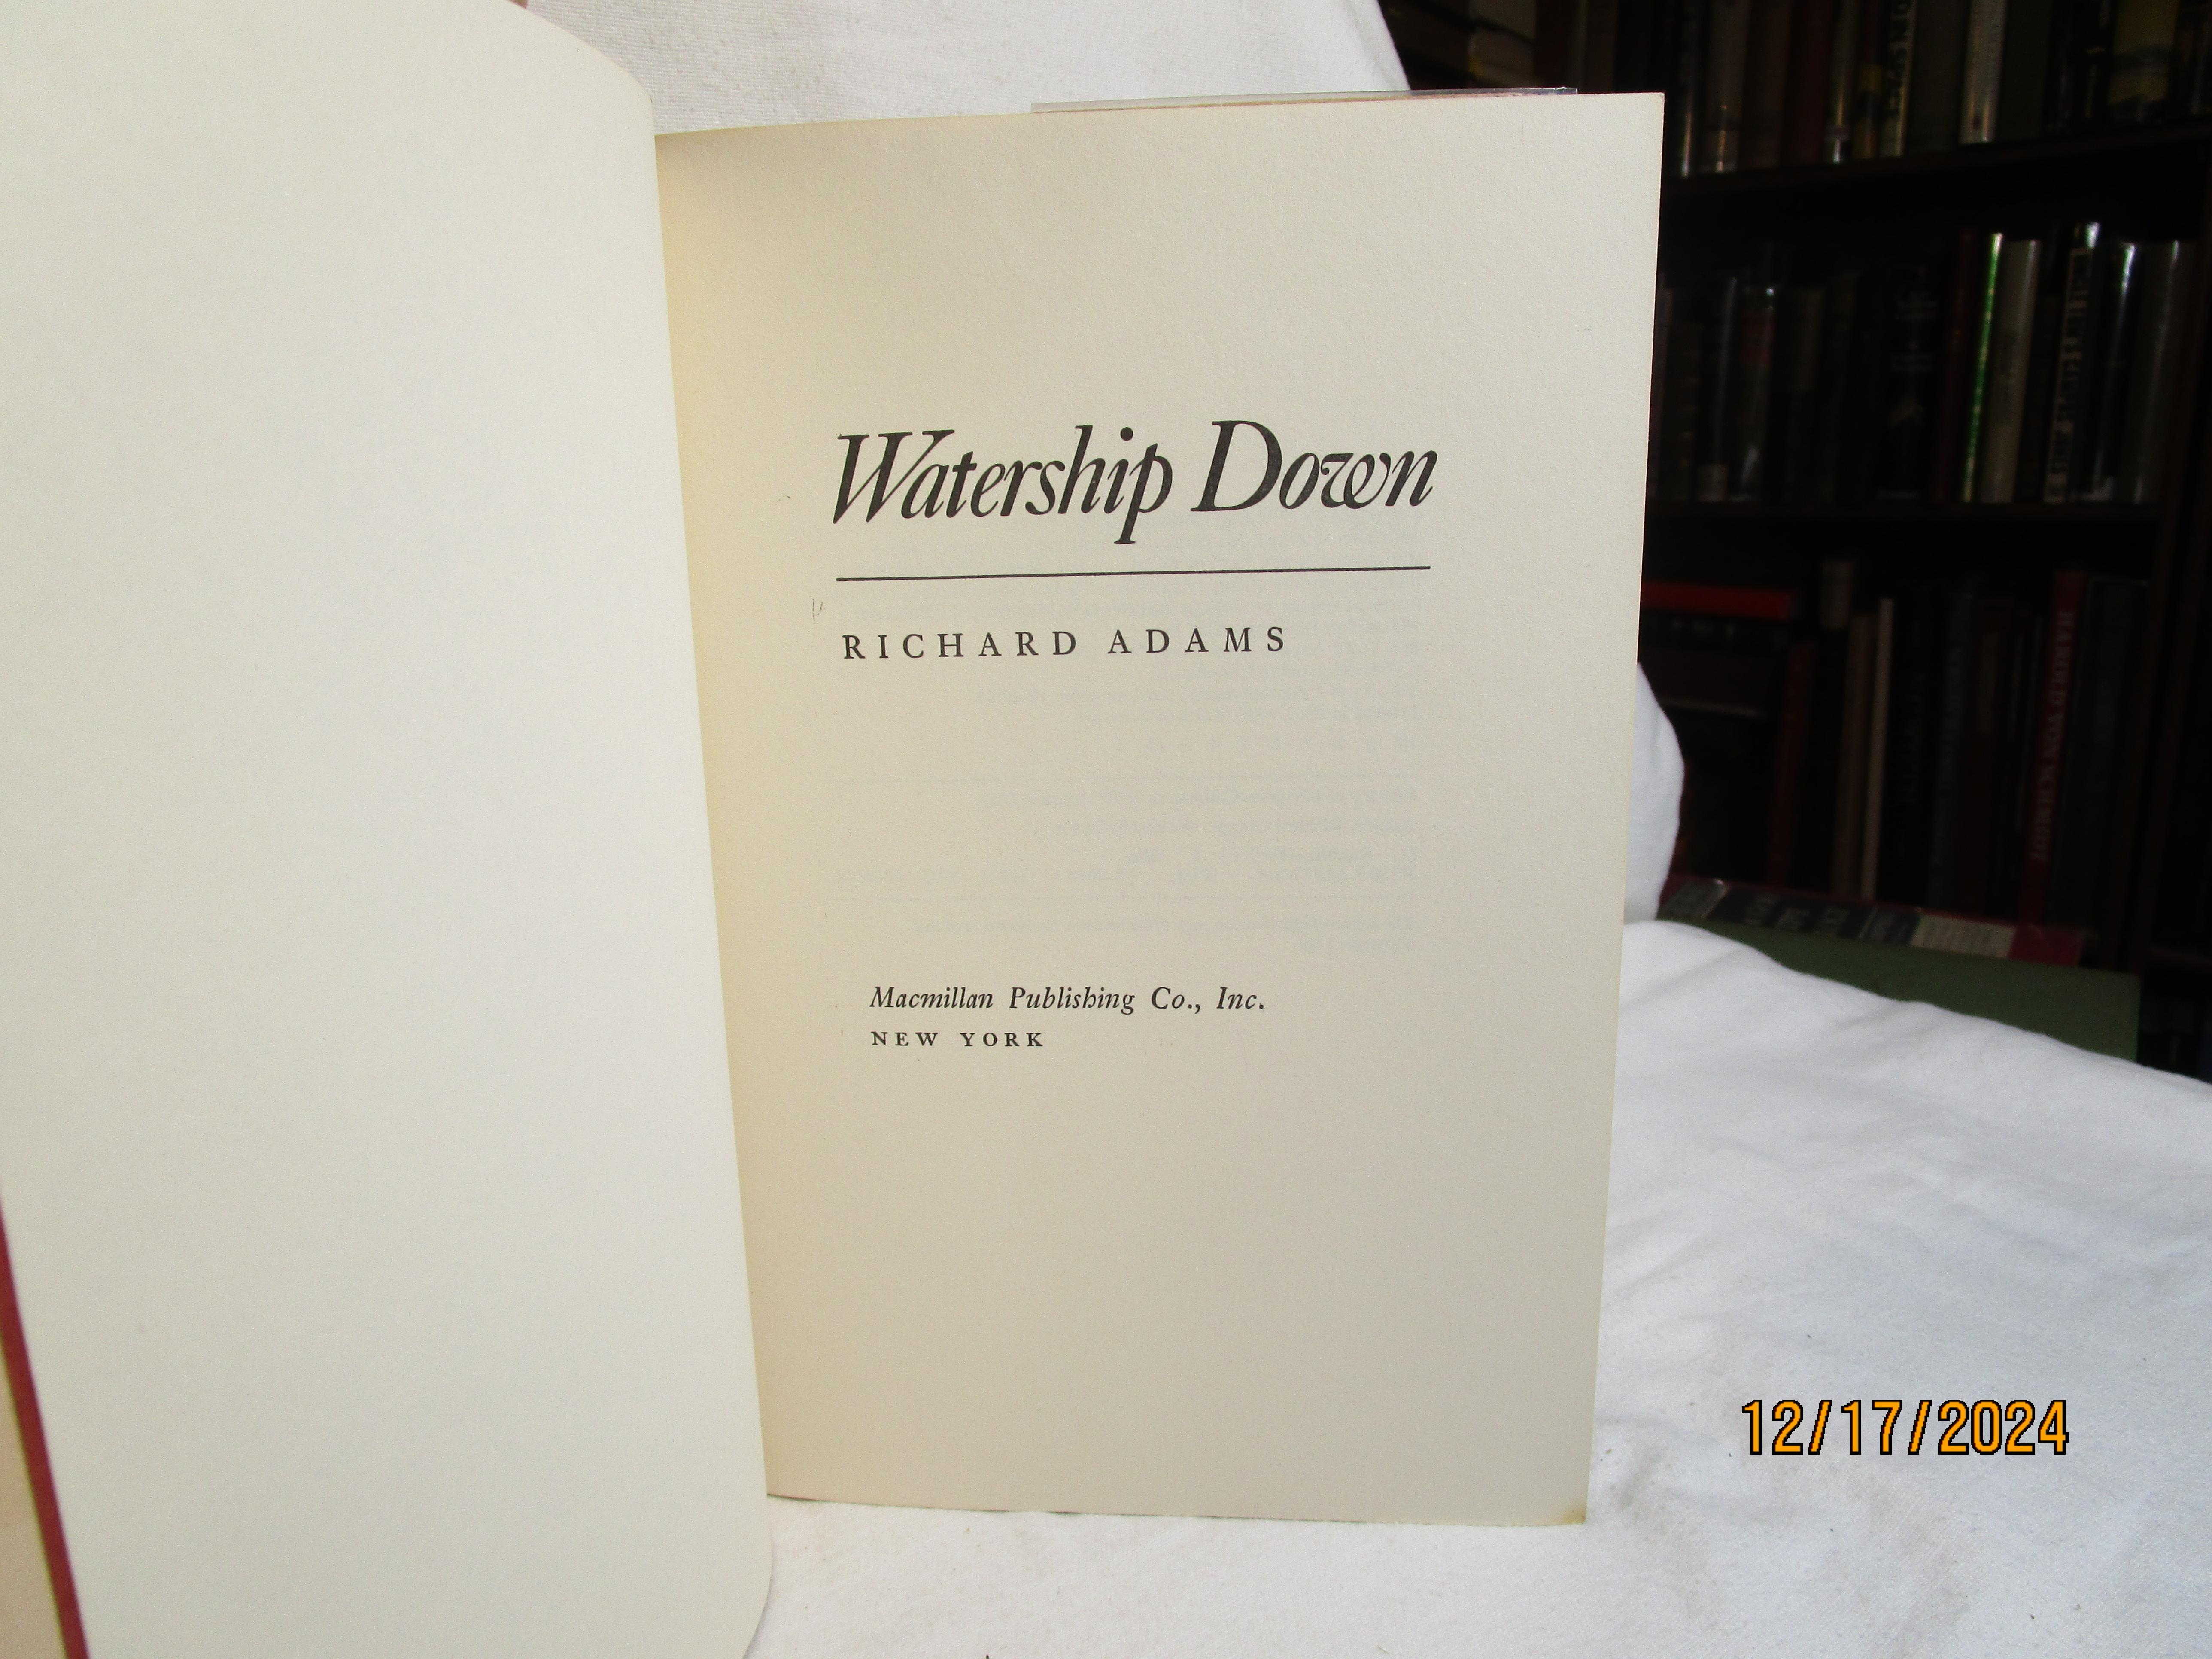 Watership Down
RICHARD ADAMS
Macmillan Publishing Co., Inc.
NEW YORK
12/17/2024